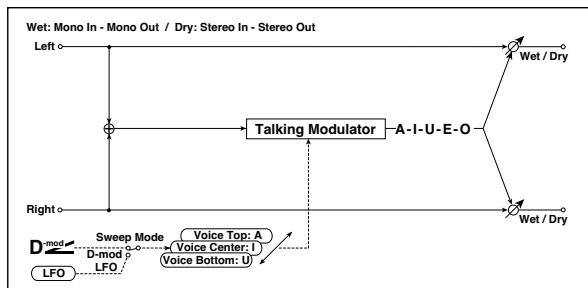 Wet: Mono In - Mono Out / Dry: Stereo In - Stereo Out
Left
Wet / Dry
Talking Modulator
A-I-U-E-O
Right
Wet / Dry
D-mod
Sweep Mode
D-mod
LFO
LFO
Voice Top: A
Voice Center: I
Voice Bottom: U